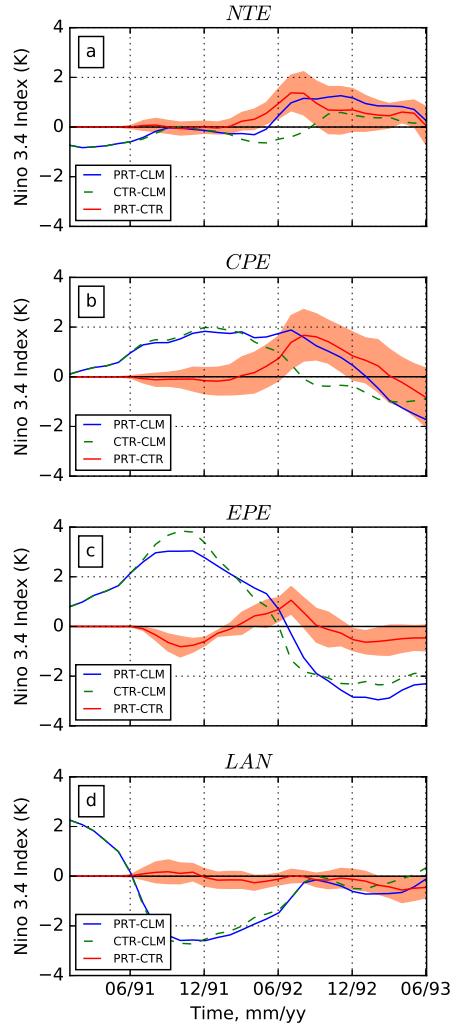 NTE
a
4
2
0
−2
−4
Nino 3.4 Index (K)
PRT-CLM
CTR-CLM
PRT-CTR
CPE
b
4
2
0
−2
−4
Nino 3.4 Index (K)
PRT-CLM
CTR-CLM
PRT-CTR
EPE
c
4
2
0
−2
−4
Nino 3.4 Index (K)
PRT-CLM
CTR-CLM
PRT-CTR
LAN
d
4
2
0
−2
−4
Nino 3.4 Index (K)
PRT-CLM
CTR-CLM
PRT-CTR
06/91 12/91 06/92 12/92 06/93
Time, mm/yy